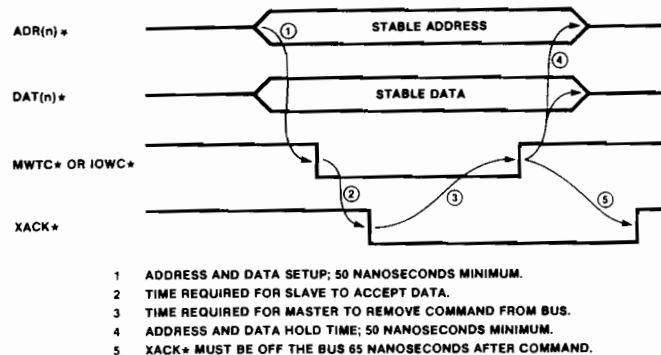 ADR(n)*
1
STABLE ADDRESS
4
DAT(n)*
STABLE DATA
MWTC* OR IOWC*
2
3
5
XACK*
1 ADDRESS AND DATA SETUP; 50 NANOSECONDS MINIMUM.
2 TIME REQUIRED FOR SLAVE TO ACCEPT DATA.
3 TIME REQUIRED FOR MASTER TO REMOVE COMMAND FROM BUS.
4 ADDRESS AND DATA HOLD TIME; 50 NANOSECONDS MINIMUM.
5 XACK* MUST BE OFF THE BUS 65 NANOSECONDS AFTER COMMAND.